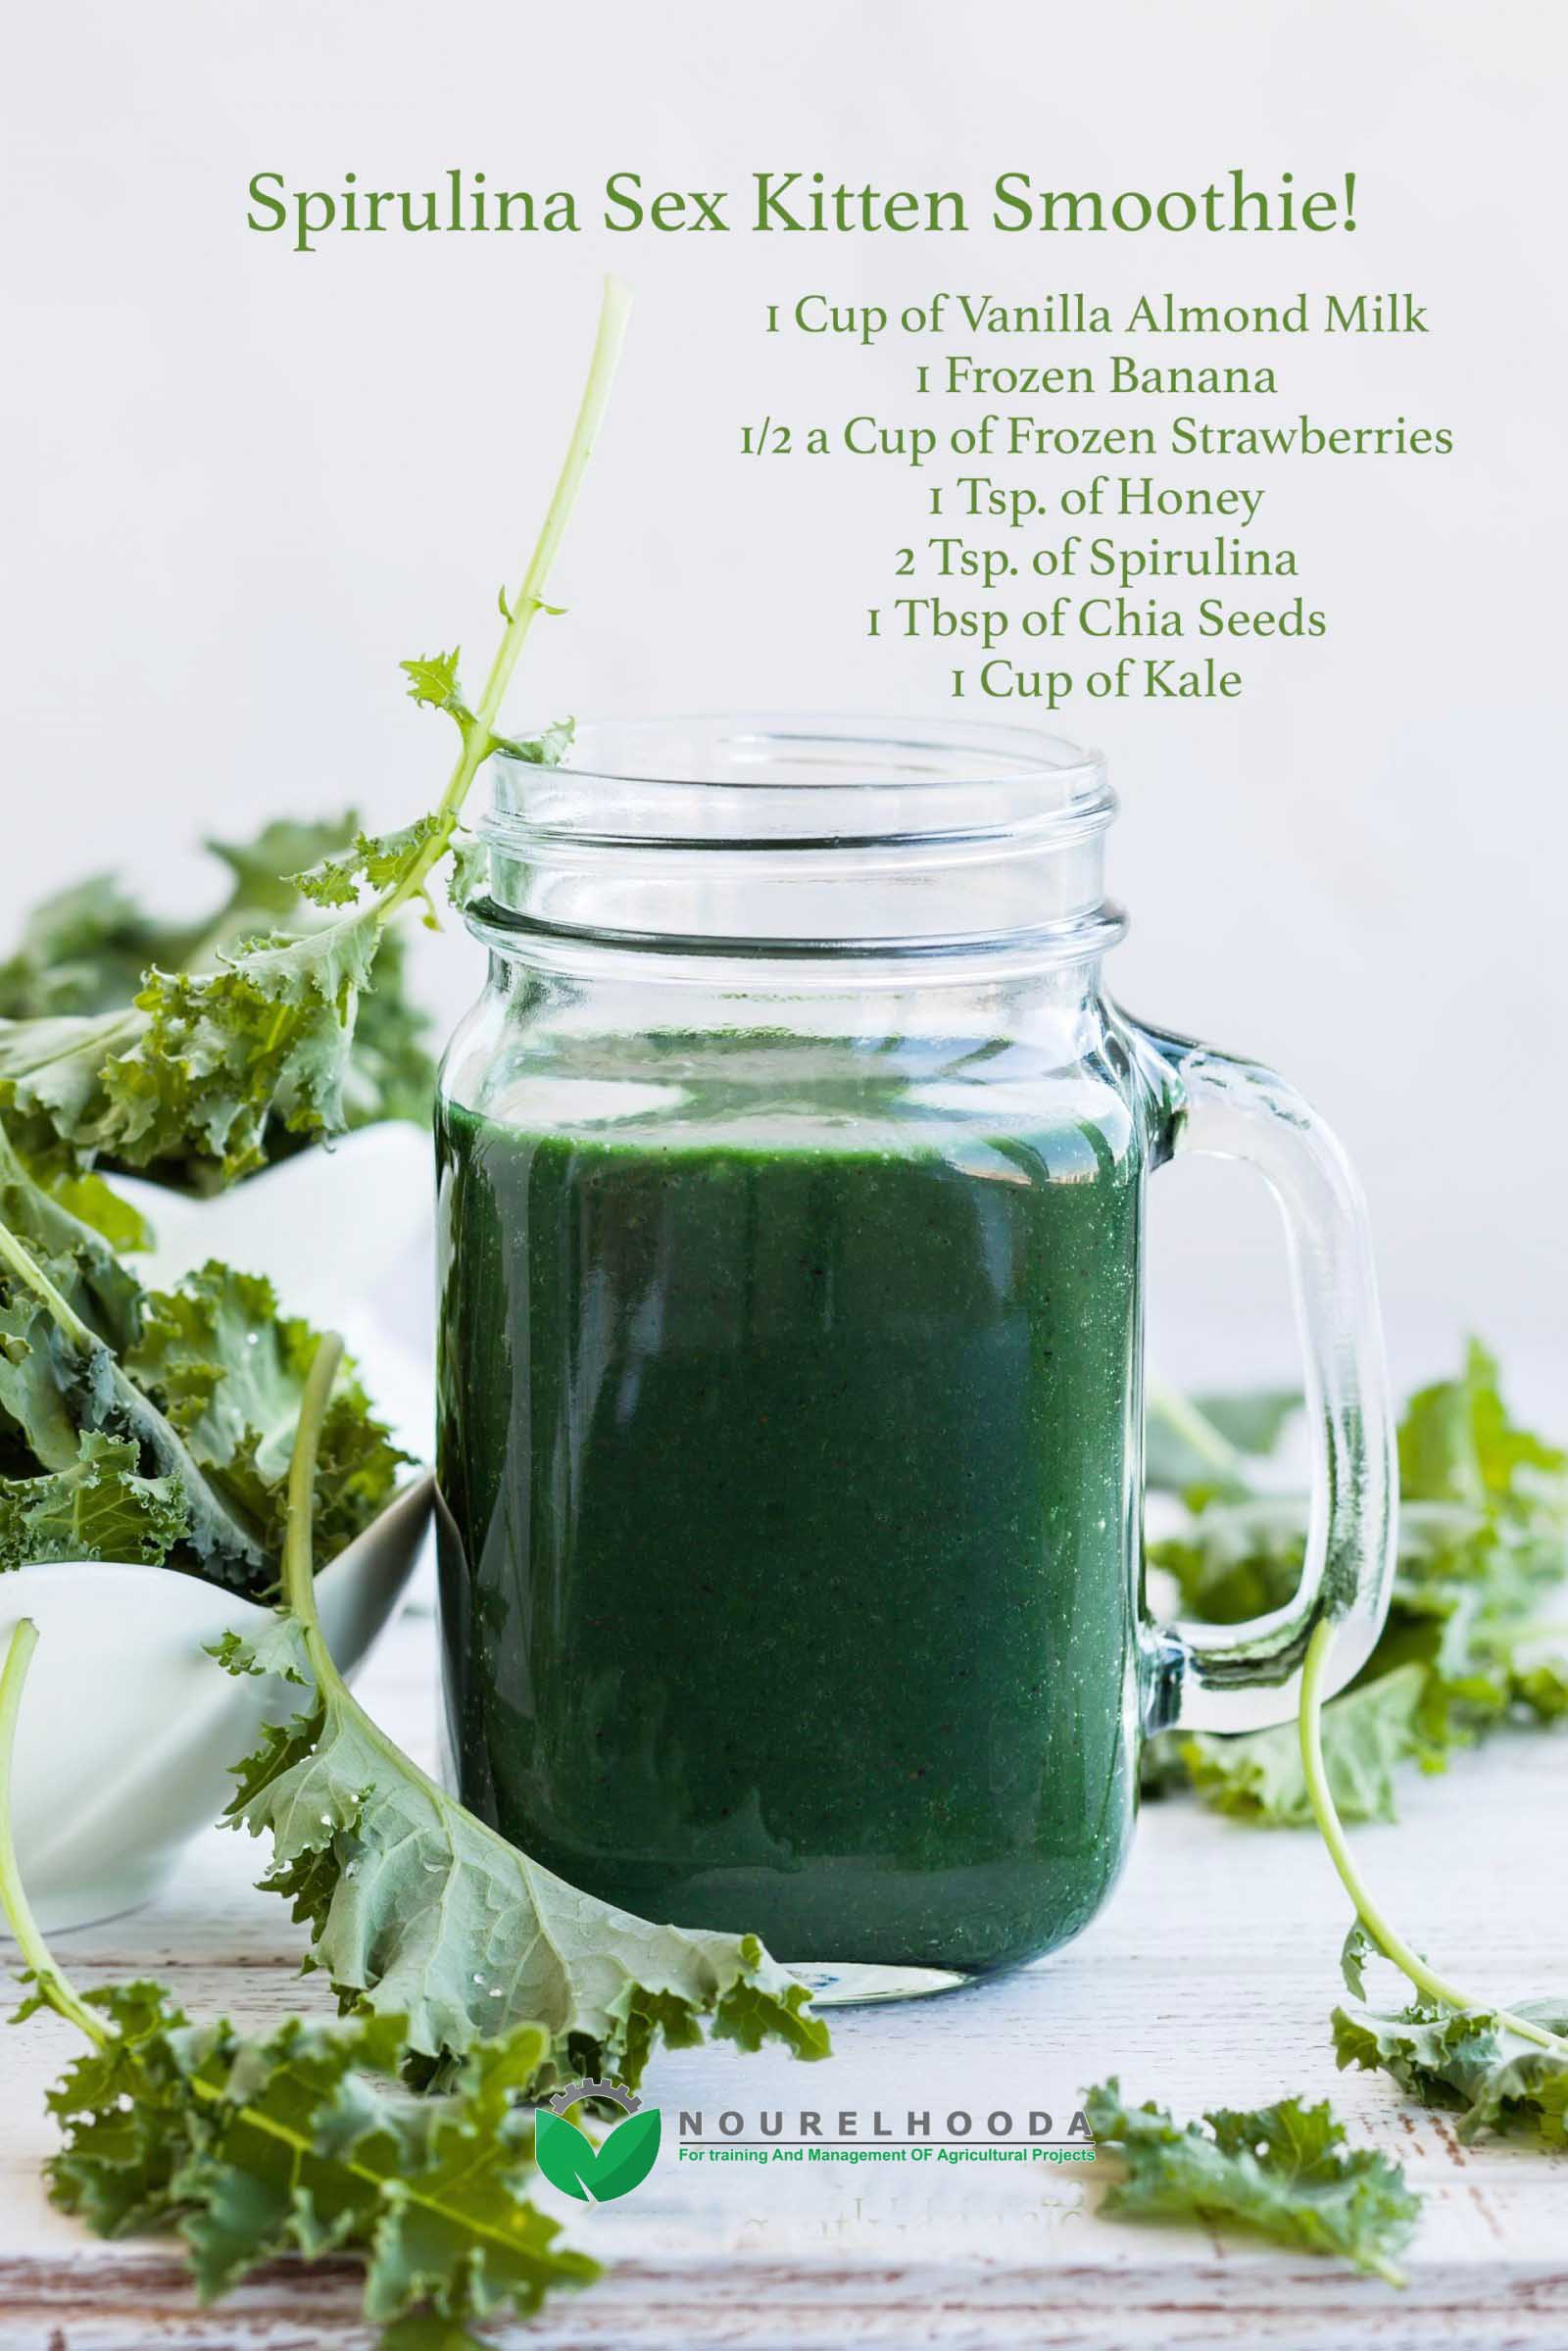 Spirulina Sex Kitten Smoothie!
1 Cup of Vanilla Almond Milk
1 Frozen Banana
1/2 a Cup of Frozen Strawberries
1 Tsp. of Honey
2 Tsp. of Spirulina
1 Tbsp of Chia Seeds
1 Cup of Kale
NOURELHOODA
For training And Management OF Agricultural Projects